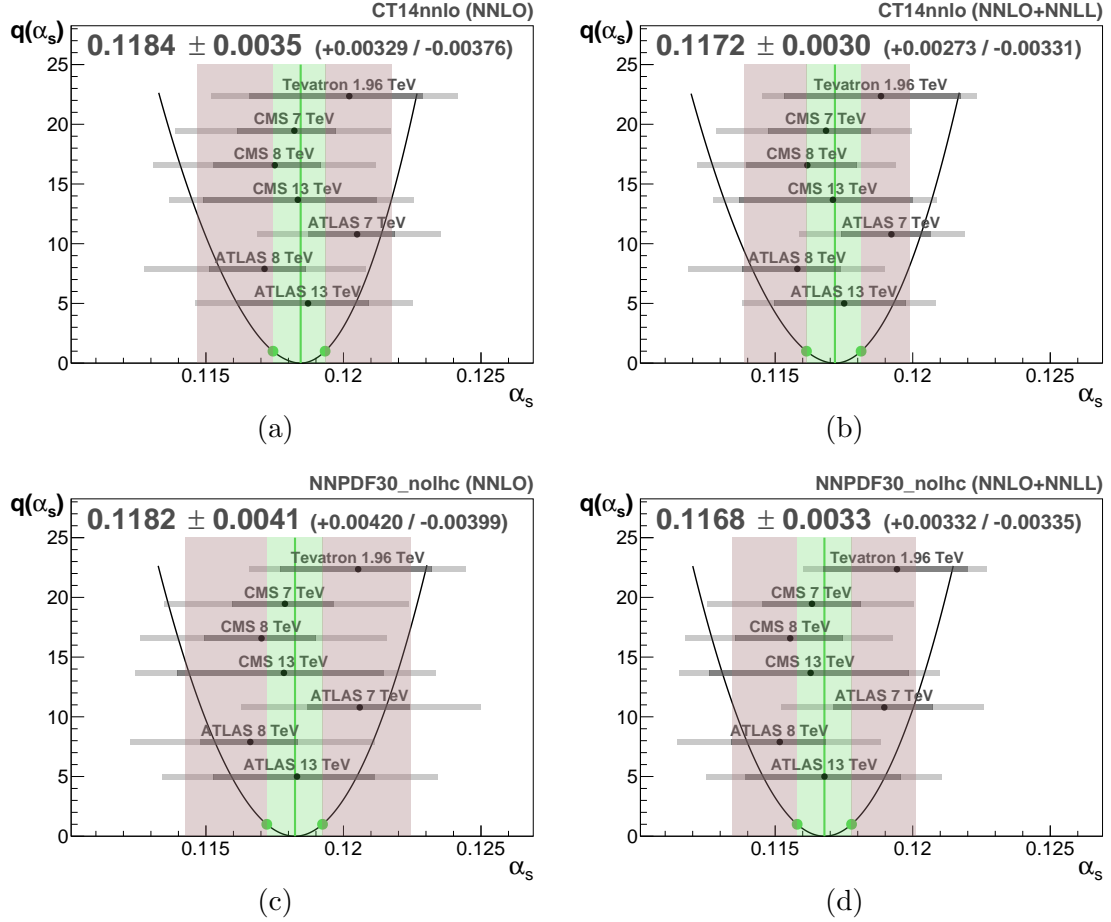 CT14nnlo (NNLO)
q(αs)
0.1184 ± 0.0035 (+0.00329 / -0.00376)
25
Tevatron 1.96 TeV
20
CMS 7 TeV
CMS 8 TeV
15
CMS 13 TeV
ATLAS 7 TeV
10
ATLAS 8 TeV
ATLAS 13 TeV
5
0
0.115 0.12 0.125
αs
(a)
CT14nnlo (NNLO+NNLL)
q(αs)
0.1172 ± 0.0030 (+0.00273 / -0.00331)
25
Tevatron 1.96 TeV
20
CMS 7 TeV
CMS 8 TeV
15
CMS 13 TeV
ATLAS 7 TeV
10
ATLAS 8 TeV
ATLAS 13 TeV
5
0
0.115 0.12 0.125
αs
(b)
NNPDF30_nolhc (NNLO)
q(αs)
0.1182 ± 0.0041 (+0.00420 / -0.00399)
25
Tevatron 1.96 TeV
20
CMS 7 TeV
CMS 8 TeV
15
CMS 13 TeV
ATLAS 7 TeV
10
ATLAS 8 TeV
ATLAS 13 TeV
5
0
0.115 0.12 0.125
αs
(c)
NNPDF30_nolhc (NNLO+NNLL)
q(αs)
0.1168 ± 0.0033 (+0.00332 / -0.00335)
25
Tevatron 1.96 TeV
20
CMS 7 TeV
CMS 8 TeV
15
CMS 13 TeV
ATLAS 7 TeV
10
ATLAS 8 TeV
ATLAS 13 TeV
5
0
0.115 0.12 0.125
αs
(d)